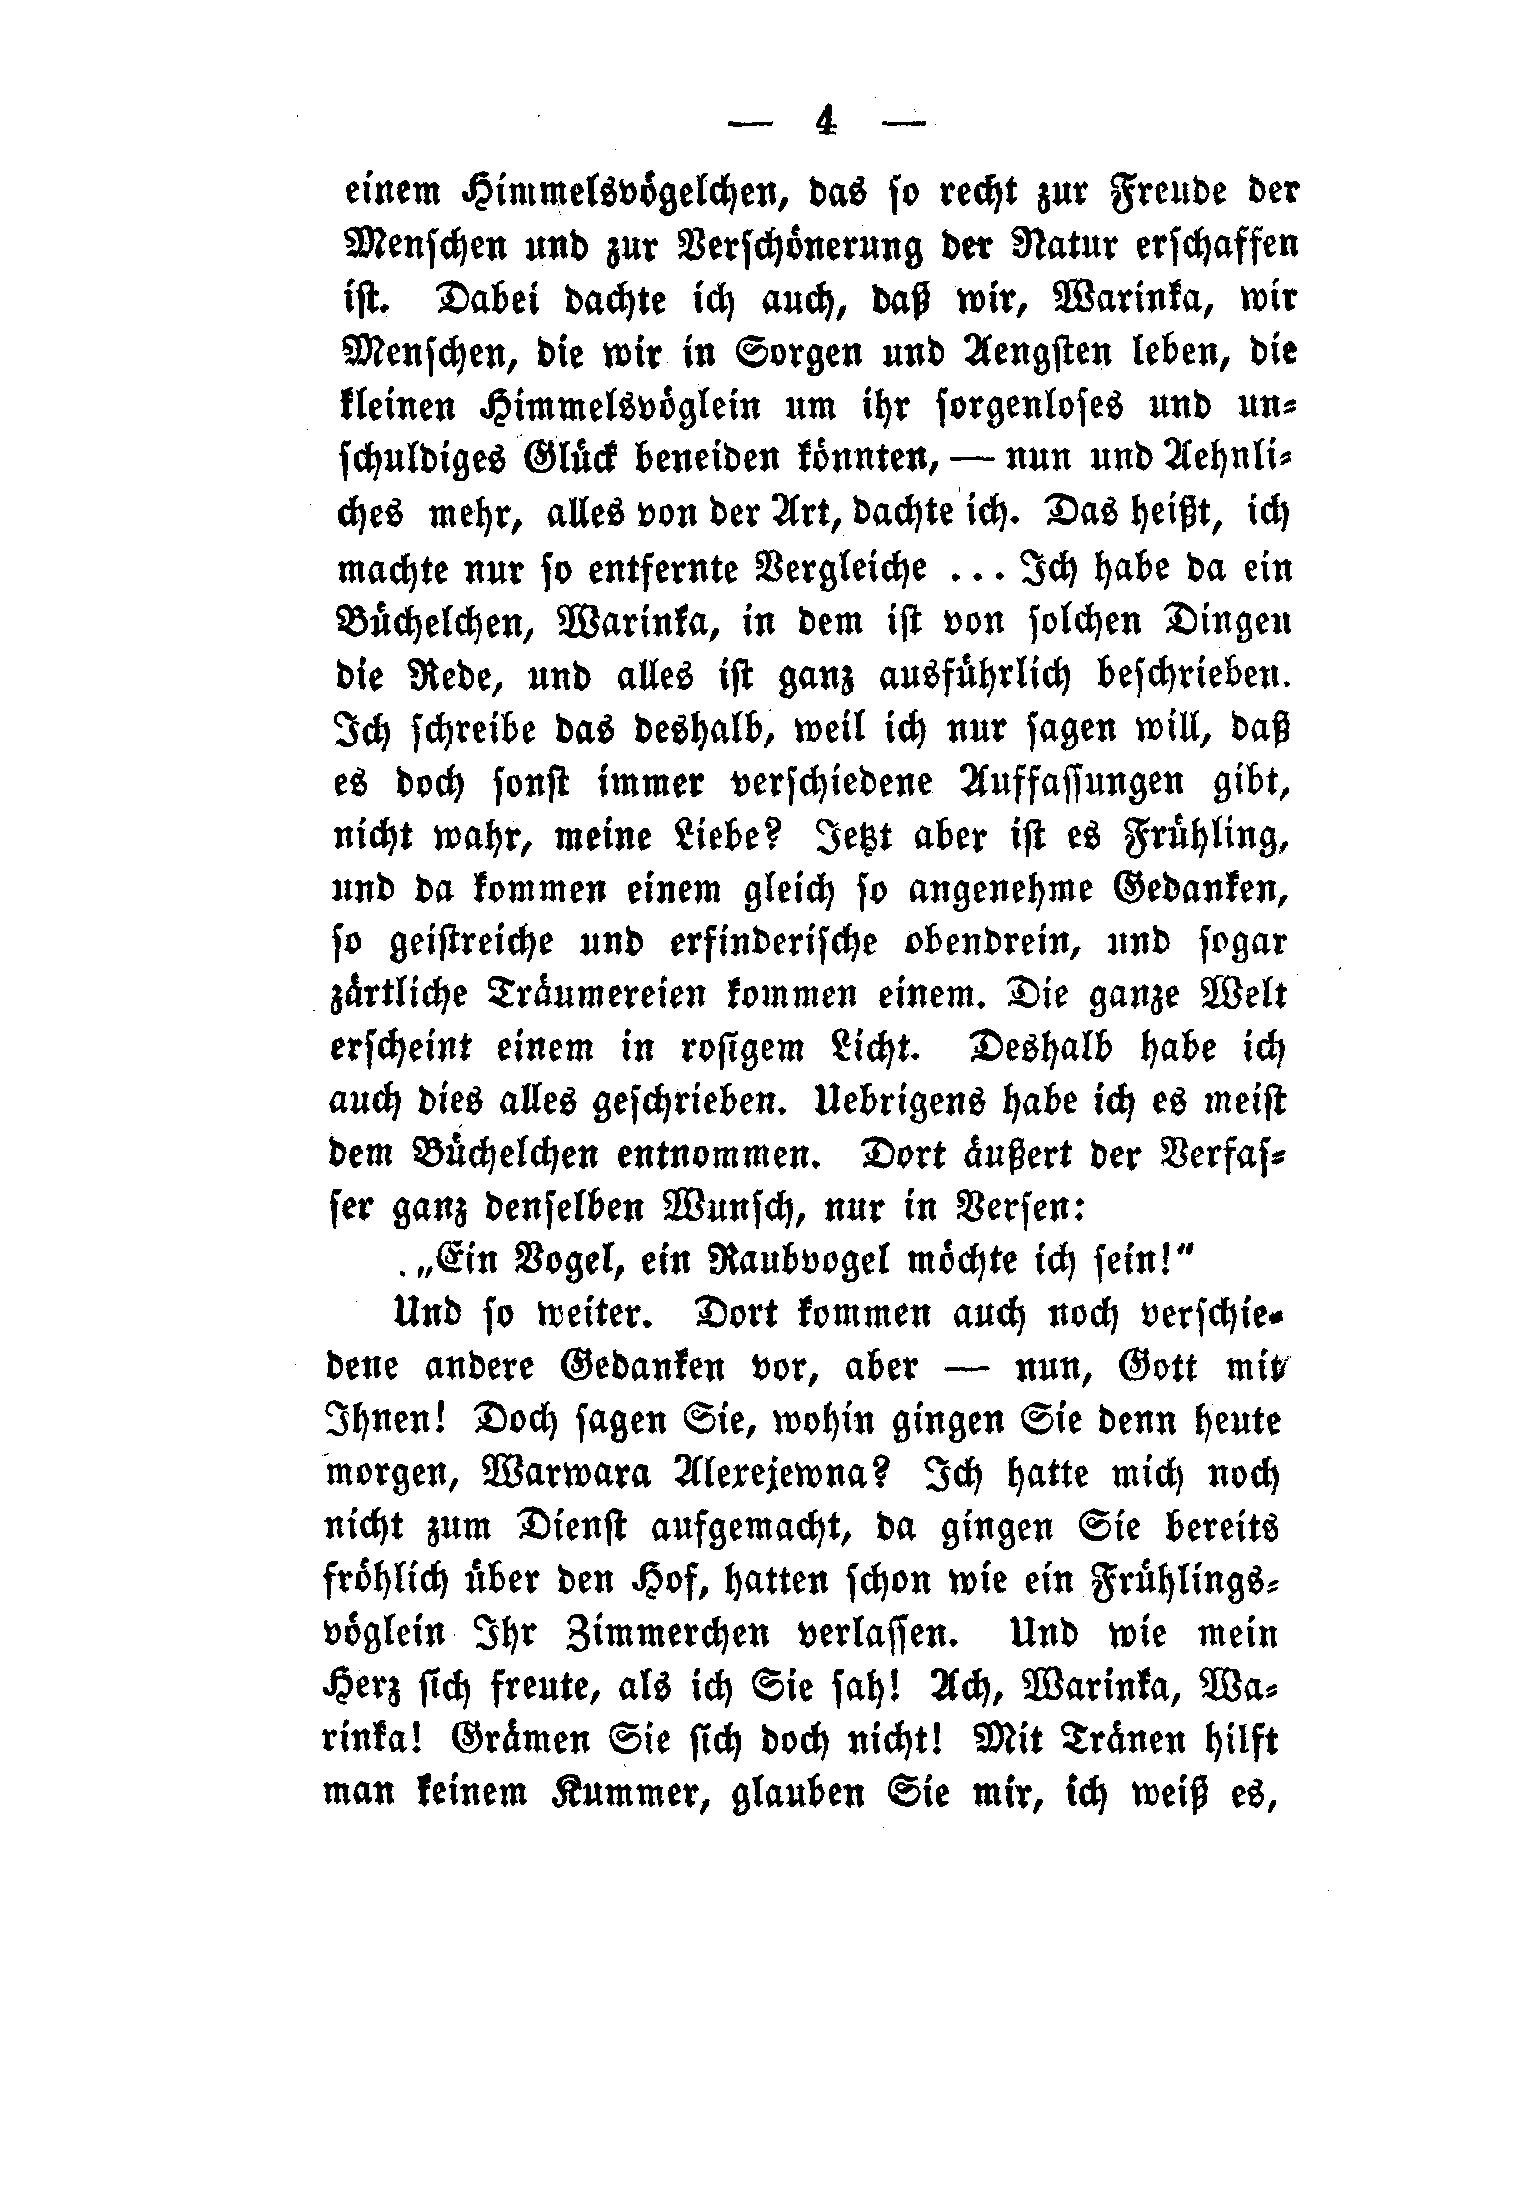 — 4 —
einem Himmelsvögelchen, das so recht zur Freude der
Menschen und zur Verschönerung der Natur erschaffen
ist. Dabei dachte ich auch, daß wir, Warinka, wir
Menschen, die wir in Sorgen und Aengsten leben, die
kleinen Himmelsvöglein um ihr sorgenloses und un-
schuldiges Glück beneiden könnten, — nun und Aehnli-
ches mehr, alles von der Art, dachte ich. Das heißt, ich
machte nur so entfernte Vergleiche ... Ich habe da ein
Büchelchen, Warinka, in dem ist von solchen Dingen
die Rede, und alles ist ganz ausführlich beschrieben.
Ich schreibe das deshalb, weil ich nur sagen will, daß
es doch sonst immer verschiedene Auffassungen gibt,
nicht wahr, meine Liebe? Jetzt aber ist es Frühling,
und da kommen einem gleich so angenehme Gedanken,
so geistreiche und erfinderische obendrein, und sogar
zärtliche Träumereien kommen einem. Die ganze Welt
erscheint einem in rosigem Licht. Deshalb habe ich
auch dies alles geschrieben. Uebrigens habe ich es meist
dem Büchelchen entnommen. Dort äußert der Verfas-
ser ganz denselben Wunsch, nur in Versen:
„Ein Vogel, ein Raubvogel möchte ich sein!“
Und so weiter. Dort kommen auch noch verschie-
dene andere Gedanken vor, aber — nun, Gott mit
Ihnen! Doch sagen Sie, wohin gingen Sie denn heute
morgen, Warwara Alexejewna? Ich hatte mich noch
nicht zum Dienst aufgemacht, da gingen Sie bereits
fröhlich über den Hof, hatten schon wie ein Frühlings-
vöglein Ihr Zimmerchen verlassen. Und wie mein
Herz sich freute, als ich Sie sah! Ach, Warinka, Wa-
rinka! Grämen Sie sich doch nicht! Mit Tränen hilft
man keinem Kummer, glauben Sie mir, ich weiß es,